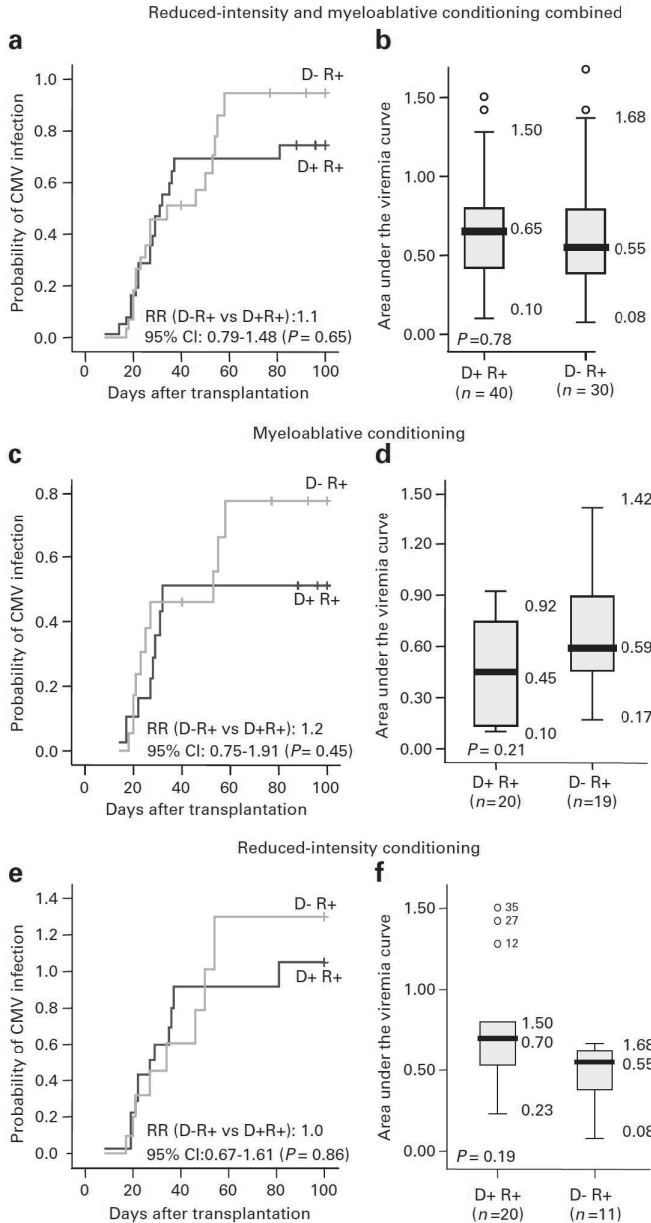 Reduced-intensity and myeloablative conditioning combined
a
Probability of CMV infection
1.0
0.8
0.6
0.4
0.2
0.0
D- R+
D+ R+
RR (D-R+ vs D+R+):1.1
95% CI: 0.79-1.48 (P = 0.65)
0 20 40 60 80 100
Days after transplantation
b
Area under the viremia curve
1.50
1.00
0.50
0.00
1.50
0.65
0.10
1.68
0.55
0.08
P=0.78
D+ R+ D- R+
(n = 40) (n = 30)
Myeloablative conditioning
c
Probability of CMV infection
0.8
0.6
0.4
0.2
0.0
D- R+
D+ R+
RR (D-R+ vs D+R+): 1.2
95% CI: 0.75-1.91 (P= 0.45)
0 20 40 60 80 100
Days after transplantation
d
Area under the viremia curve
1.50
1.20
0.90
0.60
0.30
0.00
0.92
0.45
0.10
1.42
0.59
0.17
P = 0.21
D+ R+ D- R+
(n=20) (n=19)
Reduced-intensity conditioning
e
Probability of CMV infection
1.4
1.2
1.0
0.8
0.6
0.4
0.2
0.0
D- R+
D+ R+
RR (D-R+ vs D+R+): 1.0
95% CI:0.67-1.61 (P = 0.86)
0 20 40 60 80 100
Days after transplantation
f
Area under the viremia curve
1.50
1.00
0.50
0.00
35
27
12
1.50
0.70
0.23
1.68
0.55
0.08
P = 0.19
D+ R+ D- R+
(n=20) (n=11)